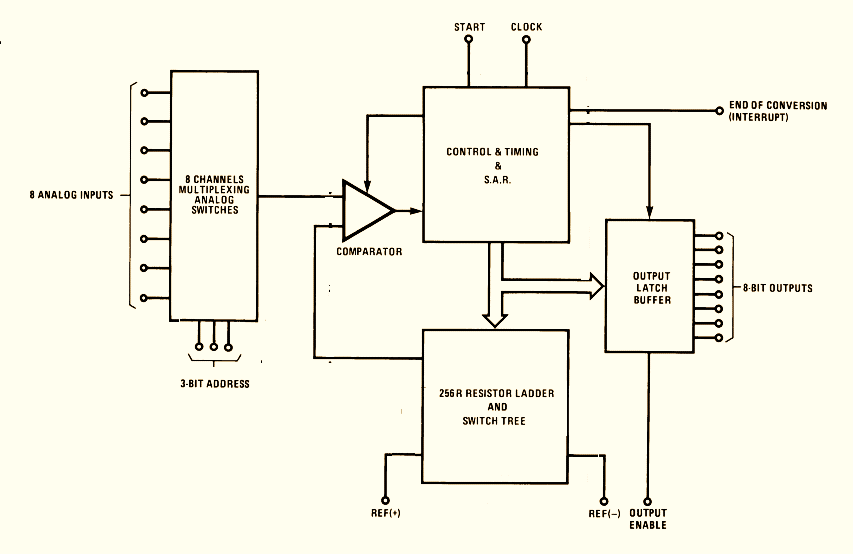 START
CLOCK
END OF CONVERSION
(INTERRUPT)
CONTROL & TIMING
&
S.A.R.
8 CHANNELS
MULTIPLEXING
ANALOG
SWITCHES
8 ANALOG INPUTS
COMPARATOR
OUTPUT
LATCH
BUFFER
8-BIT OUTPUTS
3-BIT ADDRESS
256R RESISTOR LADDER
AND
SWITCH TREE
REF(+)
REF(−)
OUTPUT
ENABLE